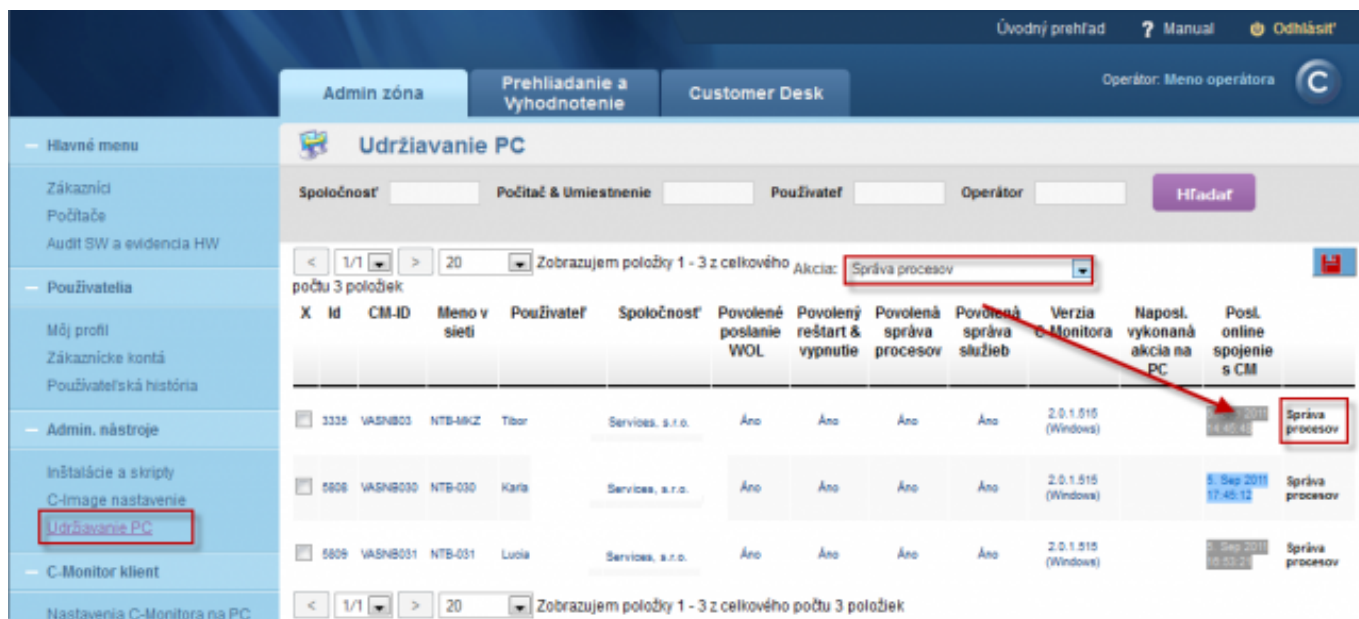 Úvodný prehľad ? Manual Odhlásiť
Operátor: Meno operátora
C
Admin zóna
Prehliadanie a
Vyhodnotenie
Customer Desk
Hlavné menu
Zákazníci
Počítače
Audit SW a evidencia HW
Používatelia
Môj profil
Zákaznícke kontá
Používateľská história
Admin. nástroje
Inštalácie a skripty
C-Image nastavenie
Udržiavanie PC
C-Monitor klient
Nastavenia C-Monitora na PC
Udržiavanie PC
Spoločnosť Počítač & Umiestnenie Používateľ Operátor Hľadať
< 1/1 > 20 Zobrazujem položky 1 - 3 z celkového
počtu 3 položiek
Akcia: Správa procesov
X Id CM-ID Meno v sieti Používateľ Spoločnosť Povolené poslanie WOL Povolený reštart & vypnutie Povolená správa procesov Povolená správa služieb Verzia C-Monitora Naposl. vykonaná akcia na PC Posl. online spojenie s CM
3335 VASNB03 NTB-MKZ Tibor Services, s.r.o. Áno Áno Áno Áno 2.0.1.515 (Windows) 2011 14:45:48 Správa procesov
5808 VASNB030 NTB-030 Karla Services, s.r.o. Áno Áno Áno Áno 2.0.1.515 (Windows) 5. Sep 2011 17:45:12 Správa procesov
5809 VASNB031 NTB-031 Lucia Services, s.r.o. Áno Áno Áno Áno 2.0.1.515 (Windows) 5. Sep 2011 Správa procesov
< 1/1 > 20 Zobrazujem položky 1 - 3 z celkového počtu 3 položiek